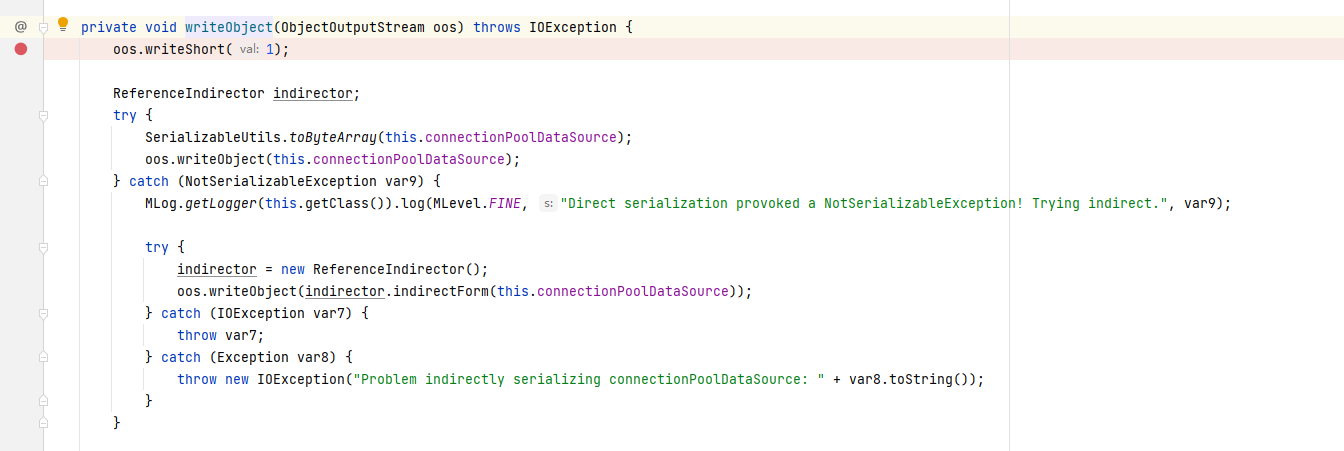 @ private void writeObject(ObjectOutputStream oos) throws IOException {
oos.writeShort( val: 1);
ReferenceIndirector indirector;
try {
SerializableUtils.toByteArray(this.connectionPoolDataSource);
oos.writeObject(this.connectionPoolDataSource);
} catch (NotSerializableException var9) {
MLog.getLogger(this.getClass()).log(MLevel.FINE, s: "Direct serialization provoked a NotSerializableException! Trying indirect.", var9);
try {
indirector = new ReferenceIndirector();
oos.writeObject(indirector.indirectForm(this.connectionPoolDataSource));
} catch (IOException var7) {
throw var7;
} catch (Exception var8) {
throw new IOException("Problem indirectly serializing connectionPoolDataSource: " + var8.toString());
}
}